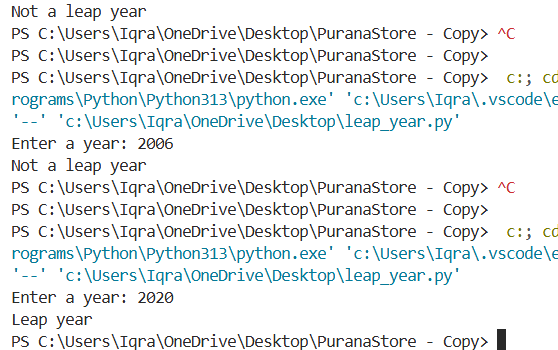 Not a leap year
PS C:\Users\Iqra\OneDrive\Desktop\PuranaStore - Copy> ^C
PS C:\Users\Iqra\OneDrive\Desktop\PuranaStore - Copy>
PS C:\Users\Iqra\OneDrive\Desktop\PuranaStore - Copy>  c:; cd
rograms\Python\Python313\python.exe' 'c:\Users\Iqra\.vscode\e
'--' 'c:\Users\Iqra\OneDrive\Desktop\leap_year.py'
Enter a year: 2006
Not a leap year
PS C:\Users\Iqra\OneDrive\Desktop\PuranaStore - Copy> ^C
PS C:\Users\Iqra\OneDrive\Desktop\PuranaStore - Copy>
PS C:\Users\Iqra\OneDrive\Desktop\PuranaStore - Copy>  c:; cd
rograms\Python\Python313\python.exe' 'c:\Users\Iqra\.vscode\e
'--' 'c:\Users\Iqra\OneDrive\Desktop\leap_year.py'
Enter a year: 2020
Leap year
PS C:\Users\Iqra\OneDrive\Desktop\PuranaStore - Copy>